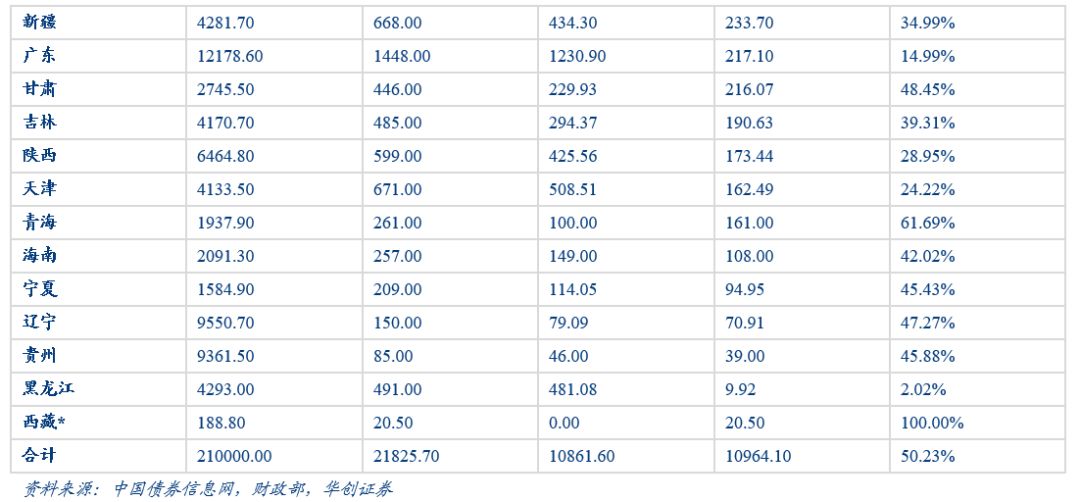 新疆 4281.70 668.00 434.30 233.70 34.99%
广东 12178.60 1448.00 1230.90 217.10 14.99%
甘肃 2745.50 446.00 229.93 216.07 48.45%
吉林 4170.70 485.00 294.37 190.63 39.31%
陕西 6464.80 599.00 425.56 173.44 28.95%
天津 4133.50 671.00 508.51 162.49 24.22%
青海 1937.90 261.00 100.00 161.00 61.69%
海南 2091.30 257.00 149.00 108.00 42.02%
宁夏 1584.90 209.00 114.05 94.95 45.43%
辽宁 9550.70 150.00 79.09 70.91 47.27%
贵州 9361.50 85.00 46.00 39.00 45.88%
黑龙江 4293.00 491.00 481.08 9.92 2.02%
西藏* 188.80 20.50 0.00 20.50 100.00%
合计 210000.00 21825.70 10861.60 10964.10 50.23%
资料来源：中国债券信息网，财政部，华创证券